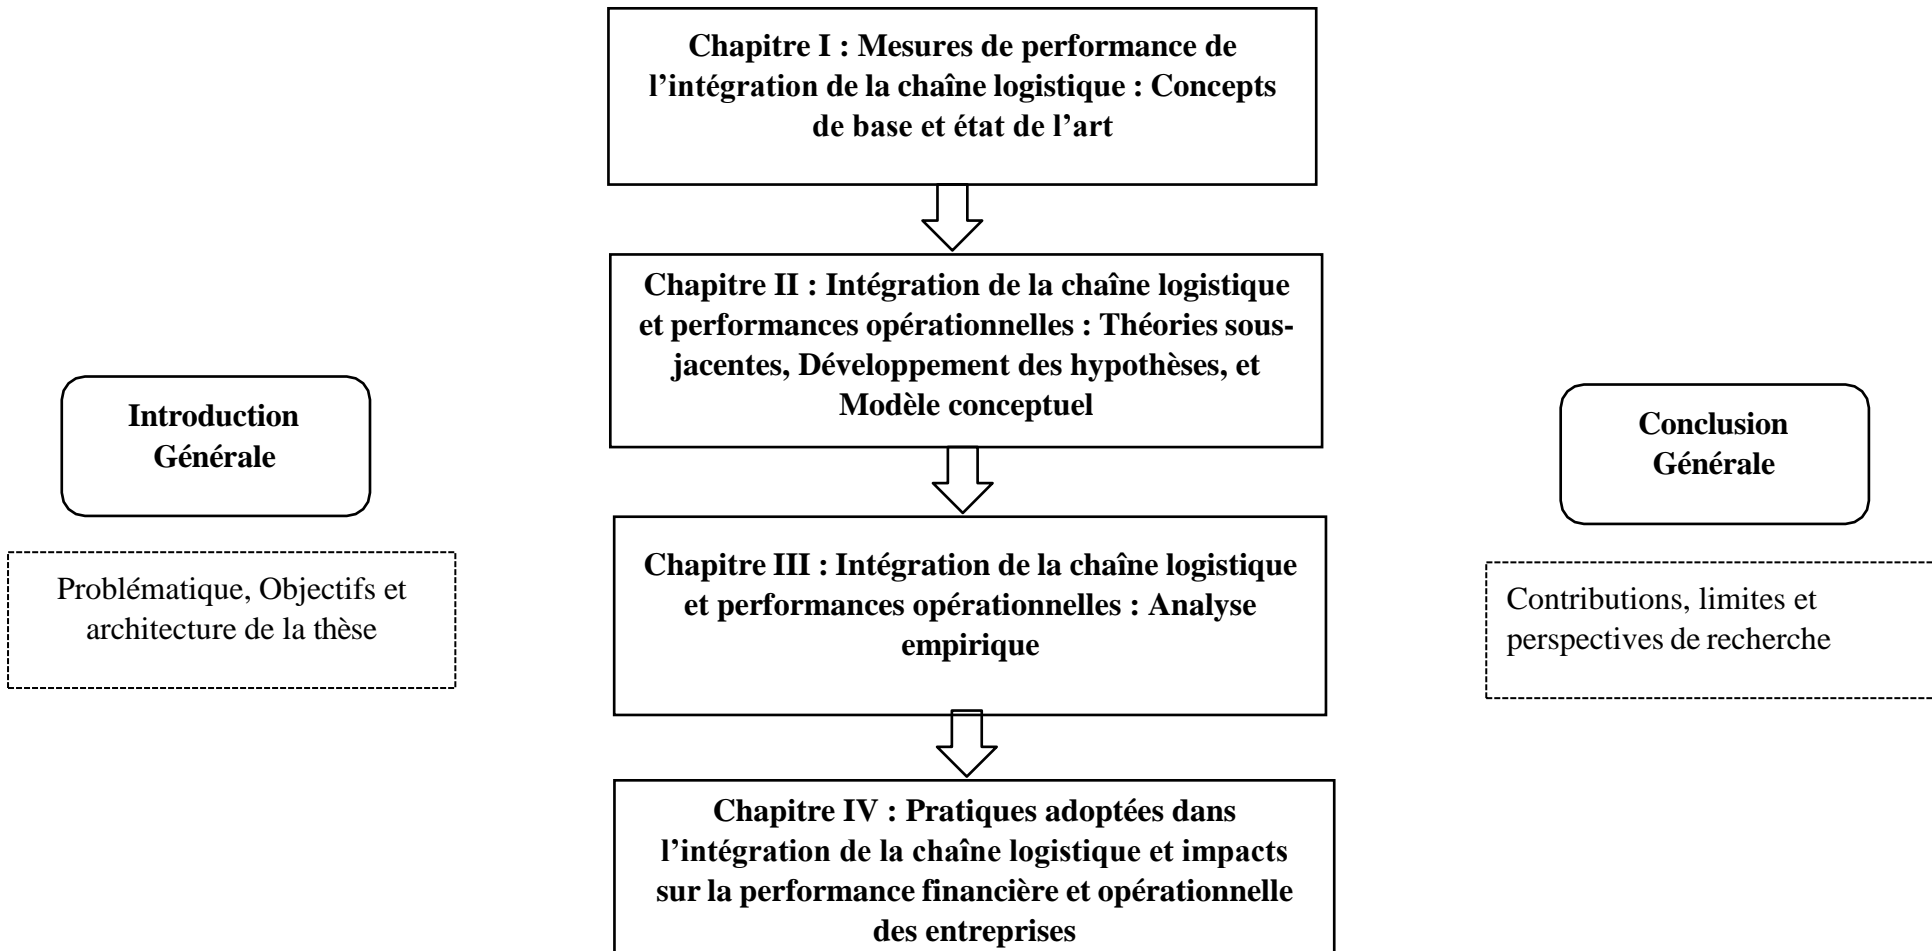 Chapitre I : Mesures de performance de
l’intégration de la chaîne logistique : Concepts
de base et état de l’art
Chapitre II : Intégration de la chaîne logistique
et performances opérationnelles : Théories sous-
jacentes, Développement des hypothèses, et
Modèle conceptuel
Introduction
Générale
Conclusion
Générale
Problématique, Objectifs et
architecture de la thèse
Chapitre III : Intégration de la chaîne logistique
et performances opérationnelles : Analyse
empirique
Contributions, limites et
perspectives de recherche
Chapitre IV : Pratiques adoptées dans
l’intégration de la chaîne logistique et impacts
sur la performance financière et opérationnelle
des entreprises